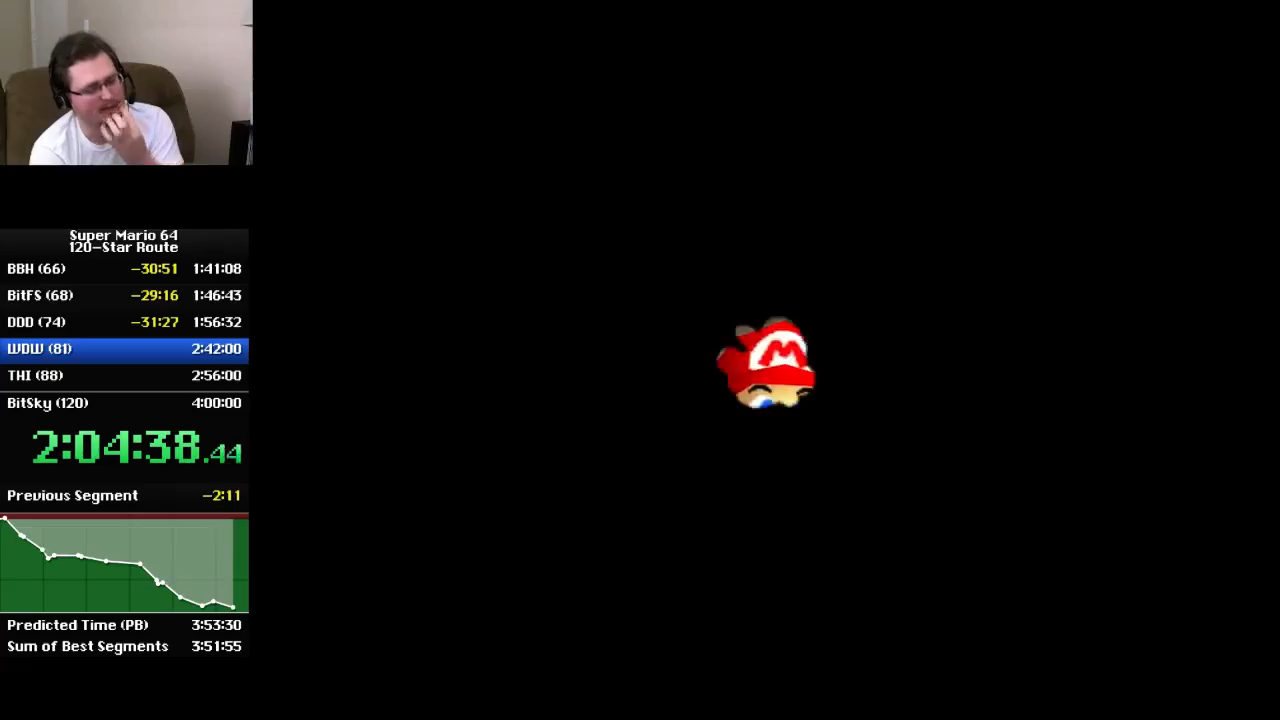 Super Mario 64
120-Star Route
BBH (66) -30:51 1:41:08
BitFS (68) -29:16 1:46:43
DDD (74) -31:27 1:56:32
WDW (81) 2:42:00
THI (88) 2:56:00
BitSky (120) 4:00:00
2:04:38.44
Previous Segment -2:11
Predicted Time (PB) 3:53:30
Sum of Best Segments 3:51:55
M